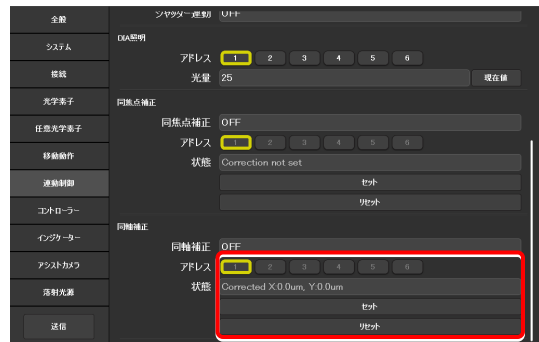 全般
システム
接続
光学素子
任意光学素子
移動動作
連動制御
コントローラー
インジケーター
アシストカメラ
落射光源
送信
シャッター連動 OFF
DIA照明
アドレス 1 2 3 4 5 6
光量 25 現在値
同焦点補正
同焦点補正 OFF
アドレス 1 2 3 4 5 6
状態 Correction not set
セット
リセット
同軸補正
同軸補正 OFF
アドレス 1 2 3 4 5 6
状態 Corrected X:0.0um, Y:0.0um
セット
リセット